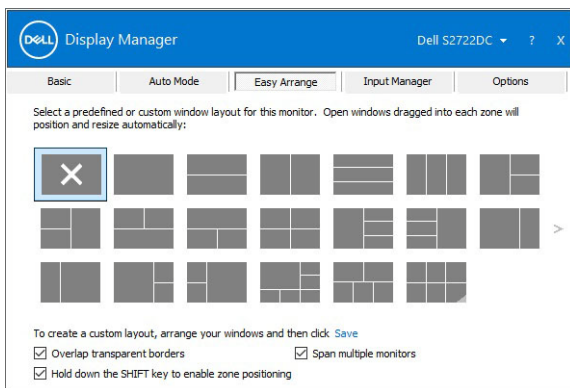 DELL Display Manager Dell S2722DC ? X
Basic Auto Mode Easy Arrange Input Manager Options
Select a predefined or custom window layout for this monitor. Open windows dragged into each zone will
position and resize automatically:
>
To create a custom layout, arrange your windows and then click Save
Overlap transparent borders Span multiple monitors
Hold down the SHIFT key to enable zone positioning